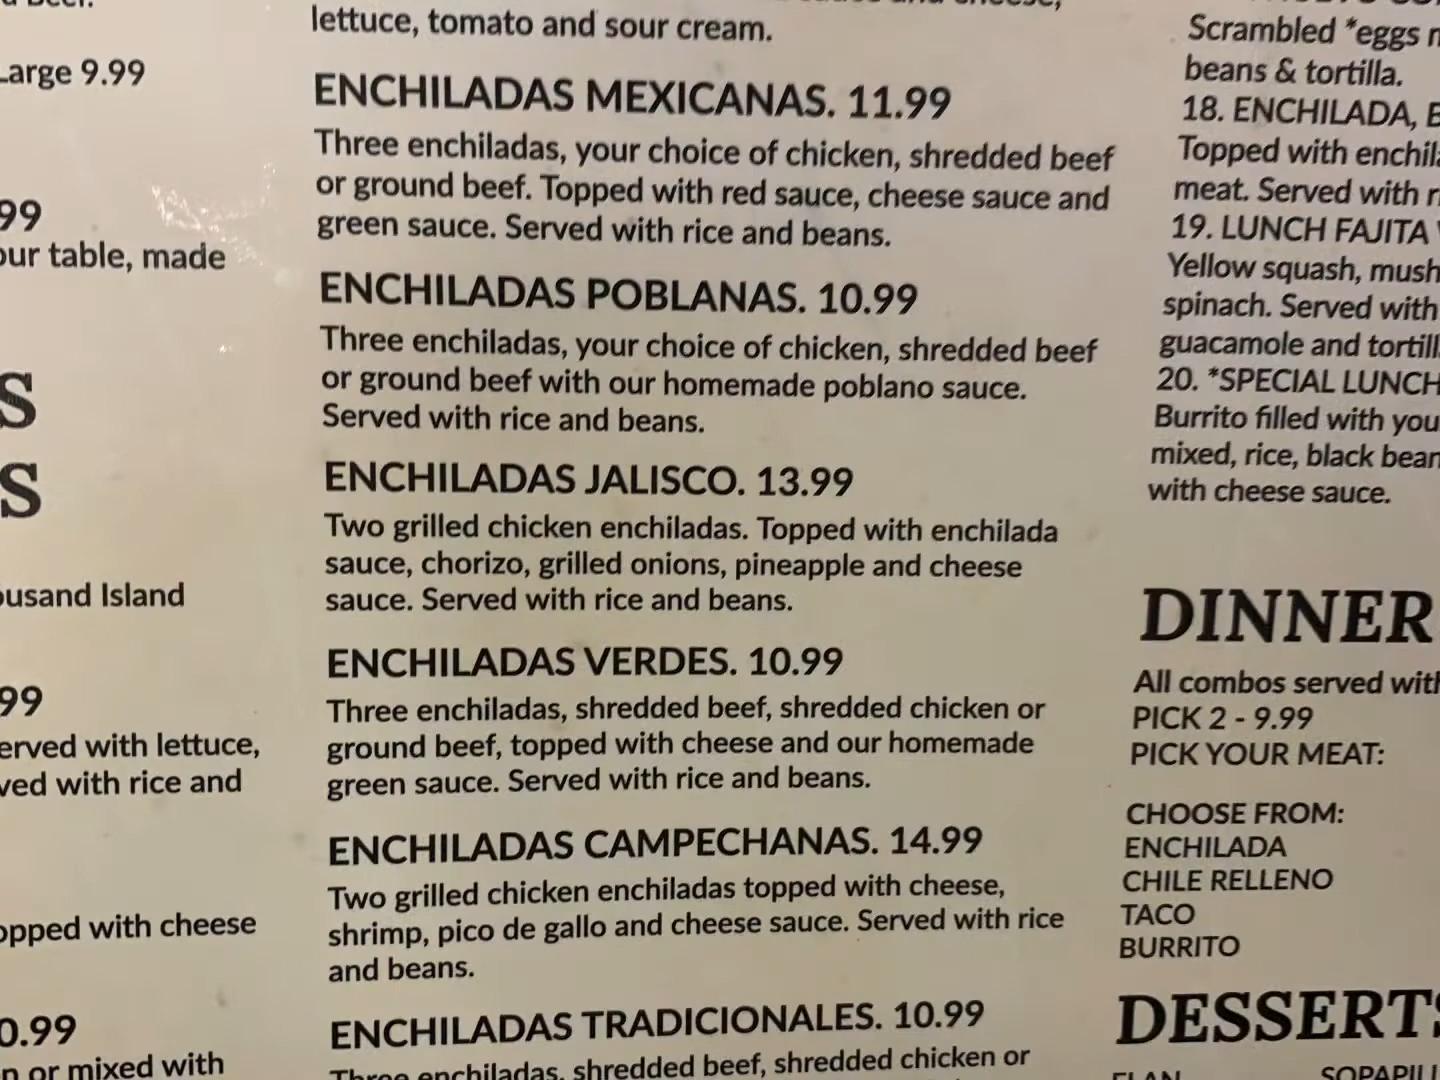 Large 9.99
99
our table, made
S
S
ousand Island
99
erved with lettuce,
ved with rice and
opped with cheese
0.99
or mixed with
lettuce, tomato and sour cream.
ENCHILADAS MEXICANAS. 11.99
Three enchiladas, your choice of chicken, shredded beef
or ground beef. Topped with red sauce, cheese sauce and
green sauce. Served with rice and beans.
ENCHILADAS POBLANAS. 10.99
Three enchiladas, your choice of chicken, shredded beef
or ground beef with our homemade poblano sauce.
Served with rice and beans.
ENCHILADAS JALISCO. 13.99
Two grilled chicken enchiladas. Topped with enchilada
sauce, chorizo, grilled onions, pineapple and cheese
sauce. Served with rice and beans.
ENCHILADAS VERDES. 10.99
Three enchiladas, shredded beef, shredded chicken or
ground beef, topped with cheese and our homemade
green sauce. Served with rice and beans.
ENCHILADAS CAMPECHANAS. 14.99
Two grilled chicken enchiladas topped with cheese,
shrimp, pico de gallo and cheese sauce. Served with rice
and beans.
ENCHILADAS TRADICIONALES. 10.99
Three enchiladas, shredded beef, shredded chicken or
Scrambled *eggs
beans & tortilla.
18. ENCHILADA,
Topped with enchil
meat. Served with
19. LUNCH FAJITA
Yellow squash, mush
spinach. Served with
guacamole and tortill
20. *SPECIAL LUNCH
Burrito filled with you
mixed, rice, black bean
with cheese sauce.
DINNER
All combos served with
PICK 2 - 9.99
PICK YOUR MEAT:
CHOOSE FROM:
ENCHILADA
CHILE RELLENO
TACO
BURRITO
DESSERTS
FLAN
SOPAPILL